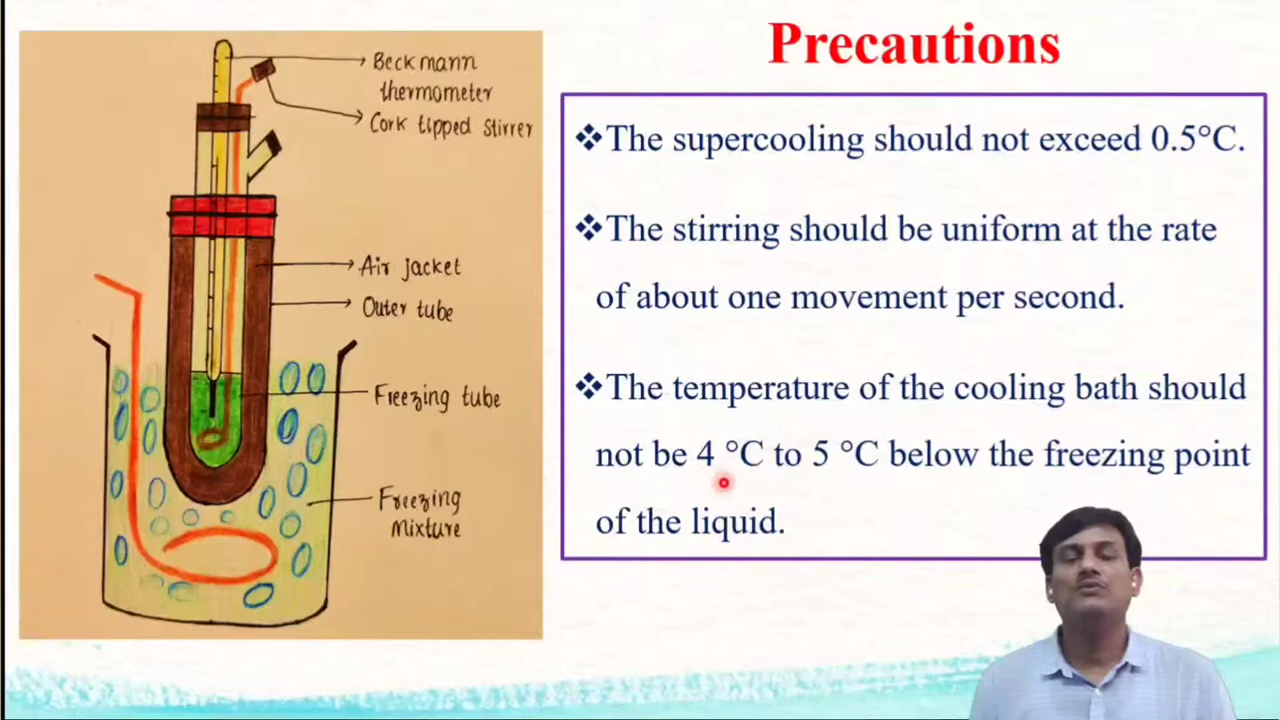 Precautions
Beckmann
thermometer
Cork tipped stirrer
Air jacket
Outer tube
Freezing tube
Freezing
Mixture
❖The supercooling should not exceed 0.5°C.
❖The stirring should be uniform at the rate
of about one movement per second.
❖The temperature of the cooling bath should
not be 4 °C to 5 °C below the freezing point
of the liquid.